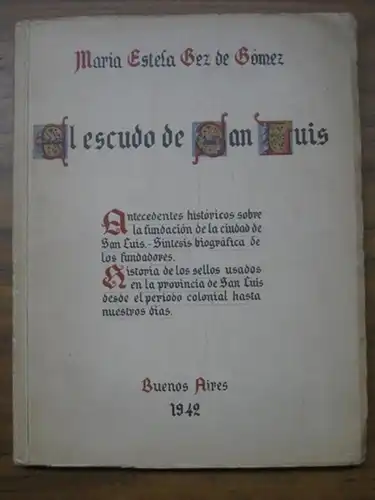 Maria Estela Gez de Gómez
El escudo de San Luis
Antecedentes históricos sobre
la fundación de la ciudad de
San Luis.-Síntesis biográfica de
los fundadores.
Historia de los sellos usados
en la provincia de San Luis
desde el período colonial hasta
nuestros días.
Buenos Aires
1942